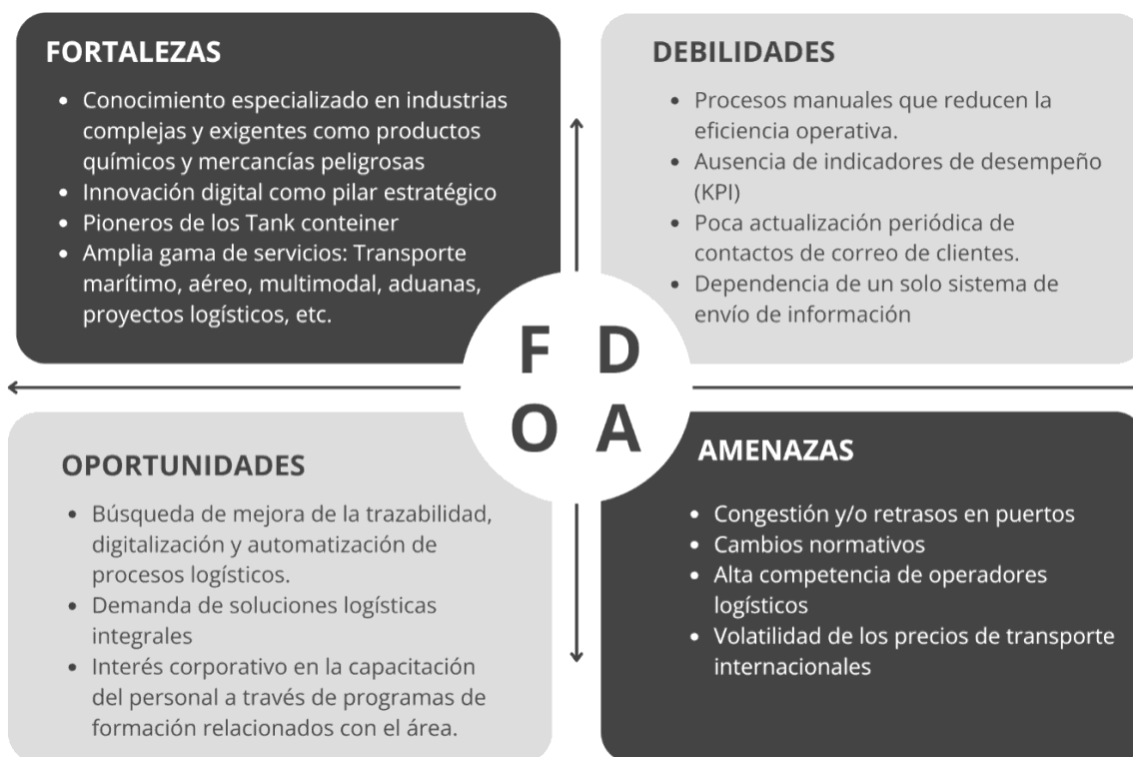 FORTALEZAS
• Conocimiento especializado en industrias
complejas y exigentes como productos
químicos y mercancías peligrosas
• Innovación digital como pilar estratégico
• Pioneros de los Tank conteiner
• Amplia gama de servicios: Transporte
marítimo, aéreo, multimodal, aduanas,
proyectos logísticos, etc.
DEBILIDADES
• Procesos manuales que reducen la
eficiencia operativa.
• Ausencia de indicadores de desempeño
(KPI)
• Poca actualización periódica de
contactos de correo de clientes.
• Dependencia de un solo sistema de
envío de información
F D
O A
OPORTUNIDADES
• Búsqueda de mejora de la trazabilidad,
digitalización y automatización de
procesos logísticos.
• Demanda de soluciones logísticas
integrales
• Interés corporativo en la capacitación
del personal a través de programas de
formación relacionados con el área.
AMENAZAS
• Congestión y/o retrasos en puertos
• Cambios normativos
• Alta competencia de operadores
logísticos
• Volatilidad de los precios de transporte
internacionales